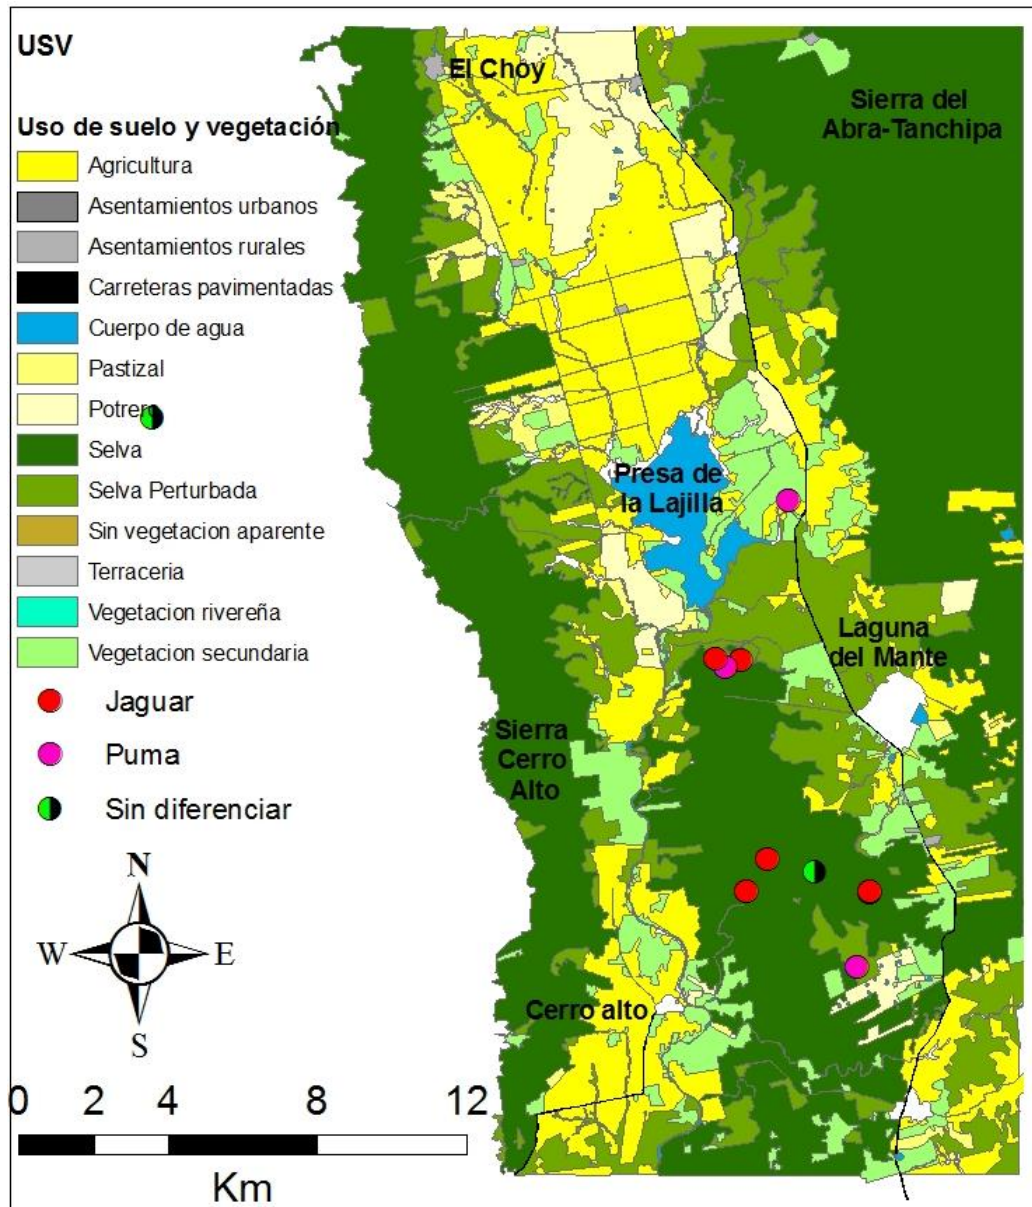 USV
Uso de suelo y vegetación
Agricultura
Asentamientos urbanos
Asentamientos rurales
Carreteras pavimentadas
Cuerpo de agua
Pastizal
Potrero
Selva
Selva Perturbada
Sin vegetacion aparente
Terraceria
Vegetacion rivereña
Vegetacion secundaria
Jaguar
Puma
Sin diferenciar
N
W E
S
0 2 4 8 12
Km
El Choy
Sierra del
Abra-Tanchipa
Presa de
la Lajilla
Laguna
del Mante
Sierra
Cerro
Alto
Cerro alto